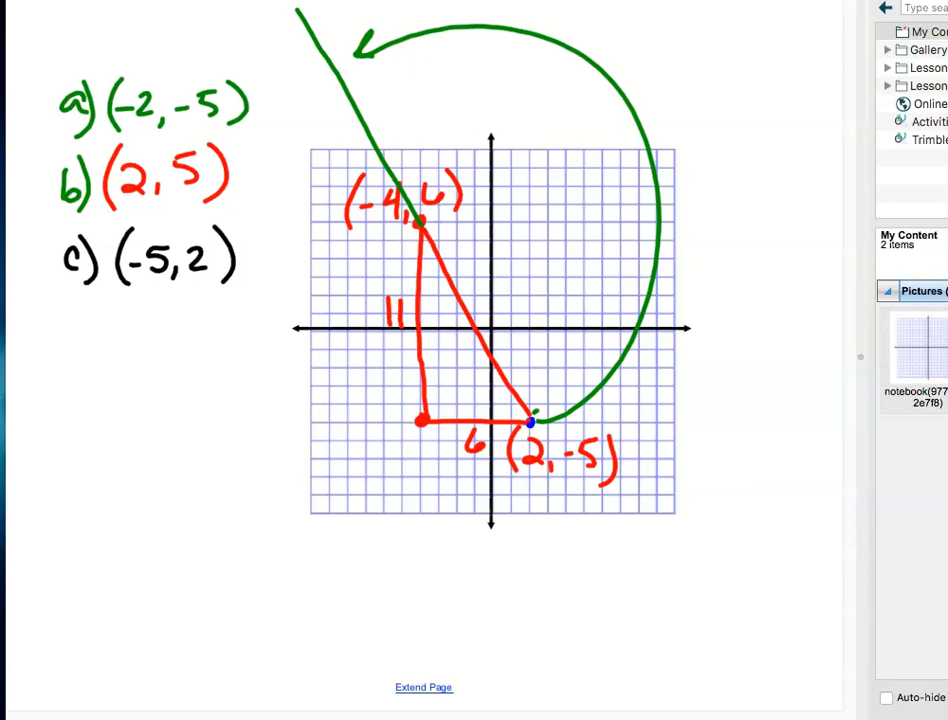 a) (-2, -5)
b) (2, 5)
c) (-5, 2)
(-4, 6)
11
6
(2, -5)
Extend Page
Type sea
My Co
Gallery
Lesson
Lesson
Online
Activiti
Trimble
My Content
2 items
Pictures (
notebook(977
2e7f8)
Auto-hide